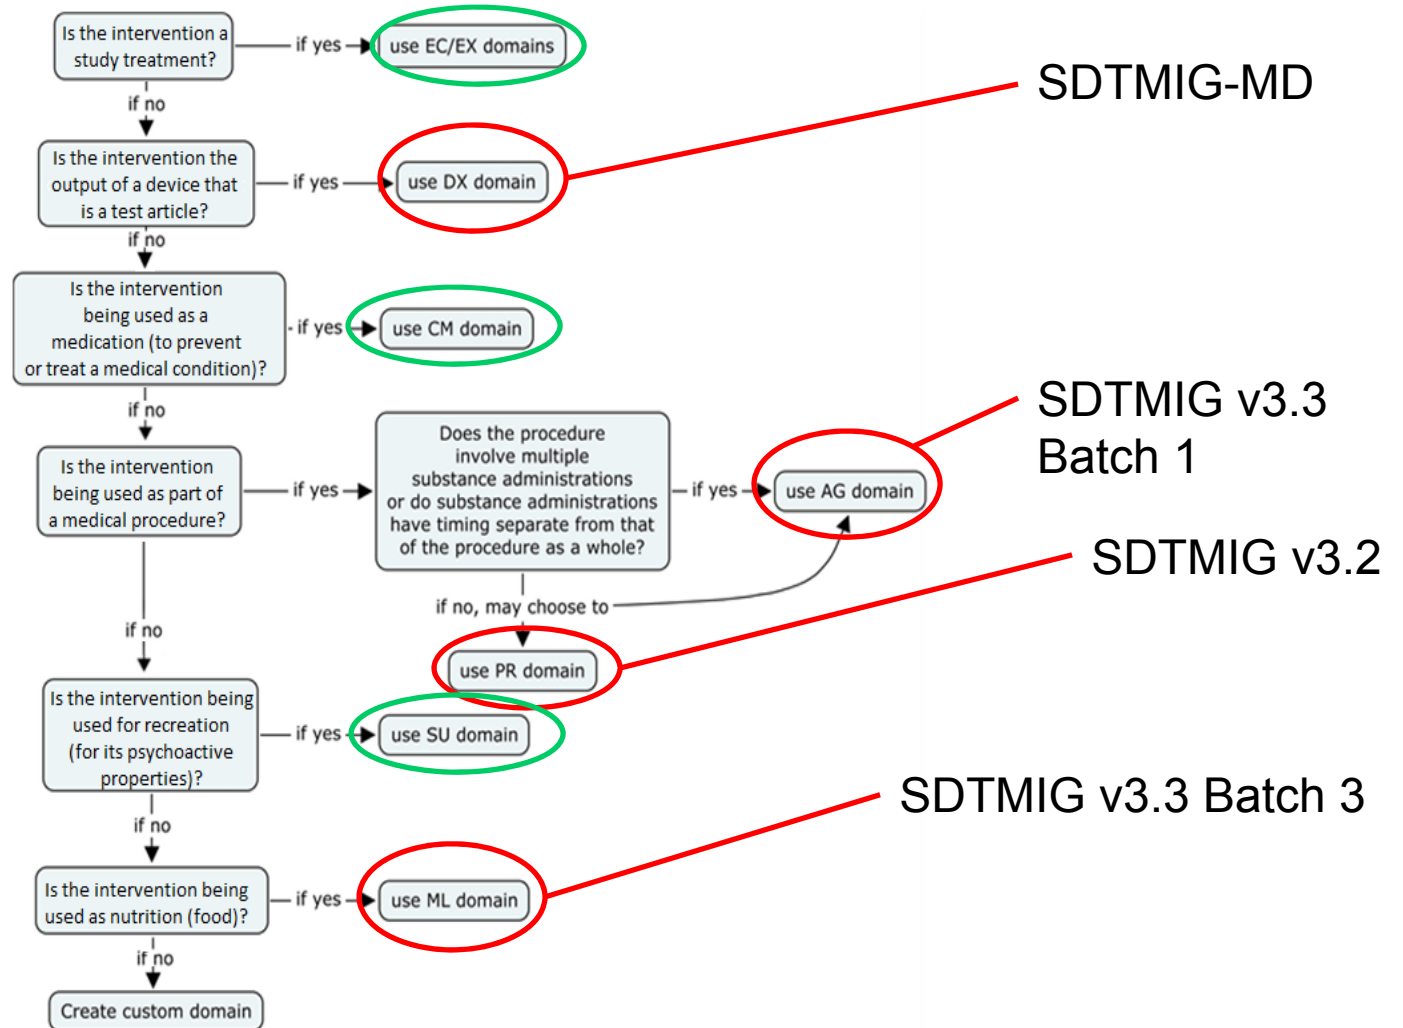 Is the intervention a
study treatment?
if yes
use EC/EX domains
SDTMIG-MD
if no
Is the intervention the
output of a device that
is a test article?
if yes
use DX domain
if no
Is the intervention
being used as a
medication (to prevent
or treat a medical condition)?
if yes
use CM domain
if no
Is the intervention
being used as part of
a medical procedure?
if yes
Does the procedure
involve multiple
substance administrations
or do substance administrations
have timing separate from that
of the procedure as a whole?
if yes
use AG domain
SDTMIG v3.3
Batch 1
if no, may choose to
use PR domain
SDTMIG v3.2
if no
Is the intervention being
used for recreation
(for its psychoactive
properties)?
if yes
use SU domain
if no
Is the intervention being
used as nutrition (food)?
if yes
use ML domain
SDTMIG v3.3 Batch 3
if no
Create custom domain